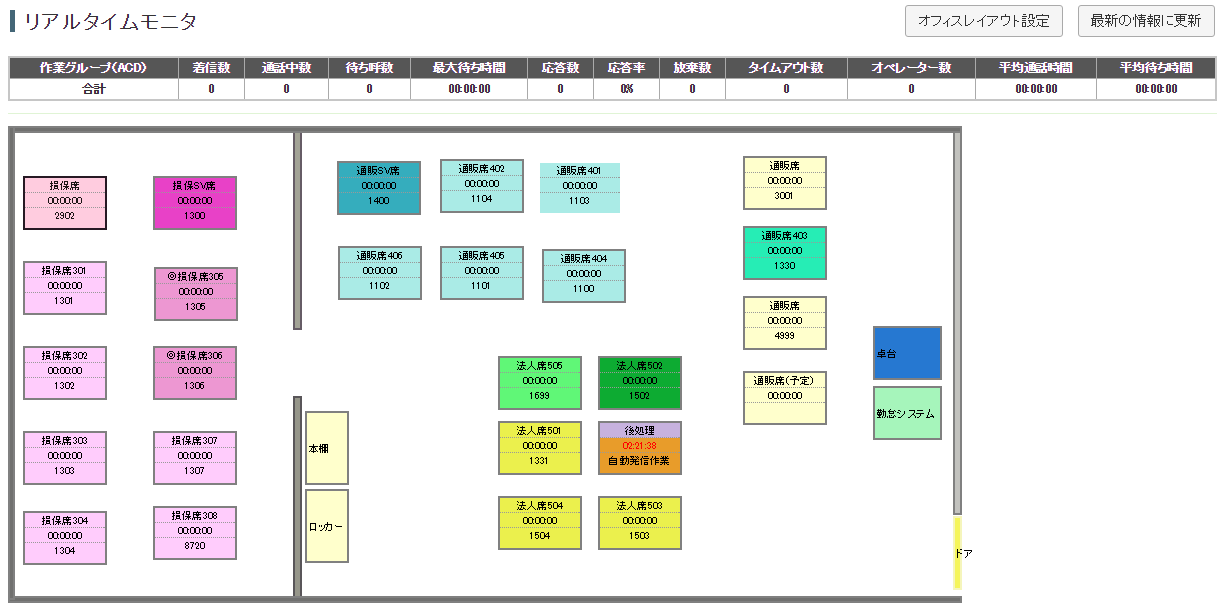 リアルタイムモニタ
オフィスレイアウト設定 最新の情報に更新
作業グループ(ACD) 着信数 通話中数 待ち呼数 最大待ち時間 応答数 応答率 放棄数 タイムアウト数 オペレーター数 平均通話時間 平均待ち時間
合計 0 0 0 00:00:00 0 0% 0 0 0 00:00:00 00:00:00
損保席
00:00:00
2902
損保SV席
00:00:00
1300
損保席301
00:00:00
1301
◎損保席305
00:00:00
1305
損保席302
00:00:00
1302
◎損保席306
00:00:00
1306
損保席303
00:00:00
1303
損保席307
00:00:00
1307
損保席304
00:00:00
1304
損保席308
00:00:00
8720
本棚
ロッカー
通販SV席
00:00:00
1400
通販席402
00:00:00
1104
通販席401
00:00:00
1103
通販席406
00:00:00
1102
通販席405
00:00:00
1101
通販席404
00:00:00
1100
法人席505
00:00:00
1699
法人席502
00:00:00
1502
法人席501
00:00:00
1331
後処理
02:21:38
自動発信作業
法人席504
00:00:00
1504
法人席503
00:00:00
1503
通販席
00:00:00
3001
通販席403
00:00:00
1330
通販席
00:00:00
4999
通販席(予定)
00:00:00
卓台
勤怠システム
ドア